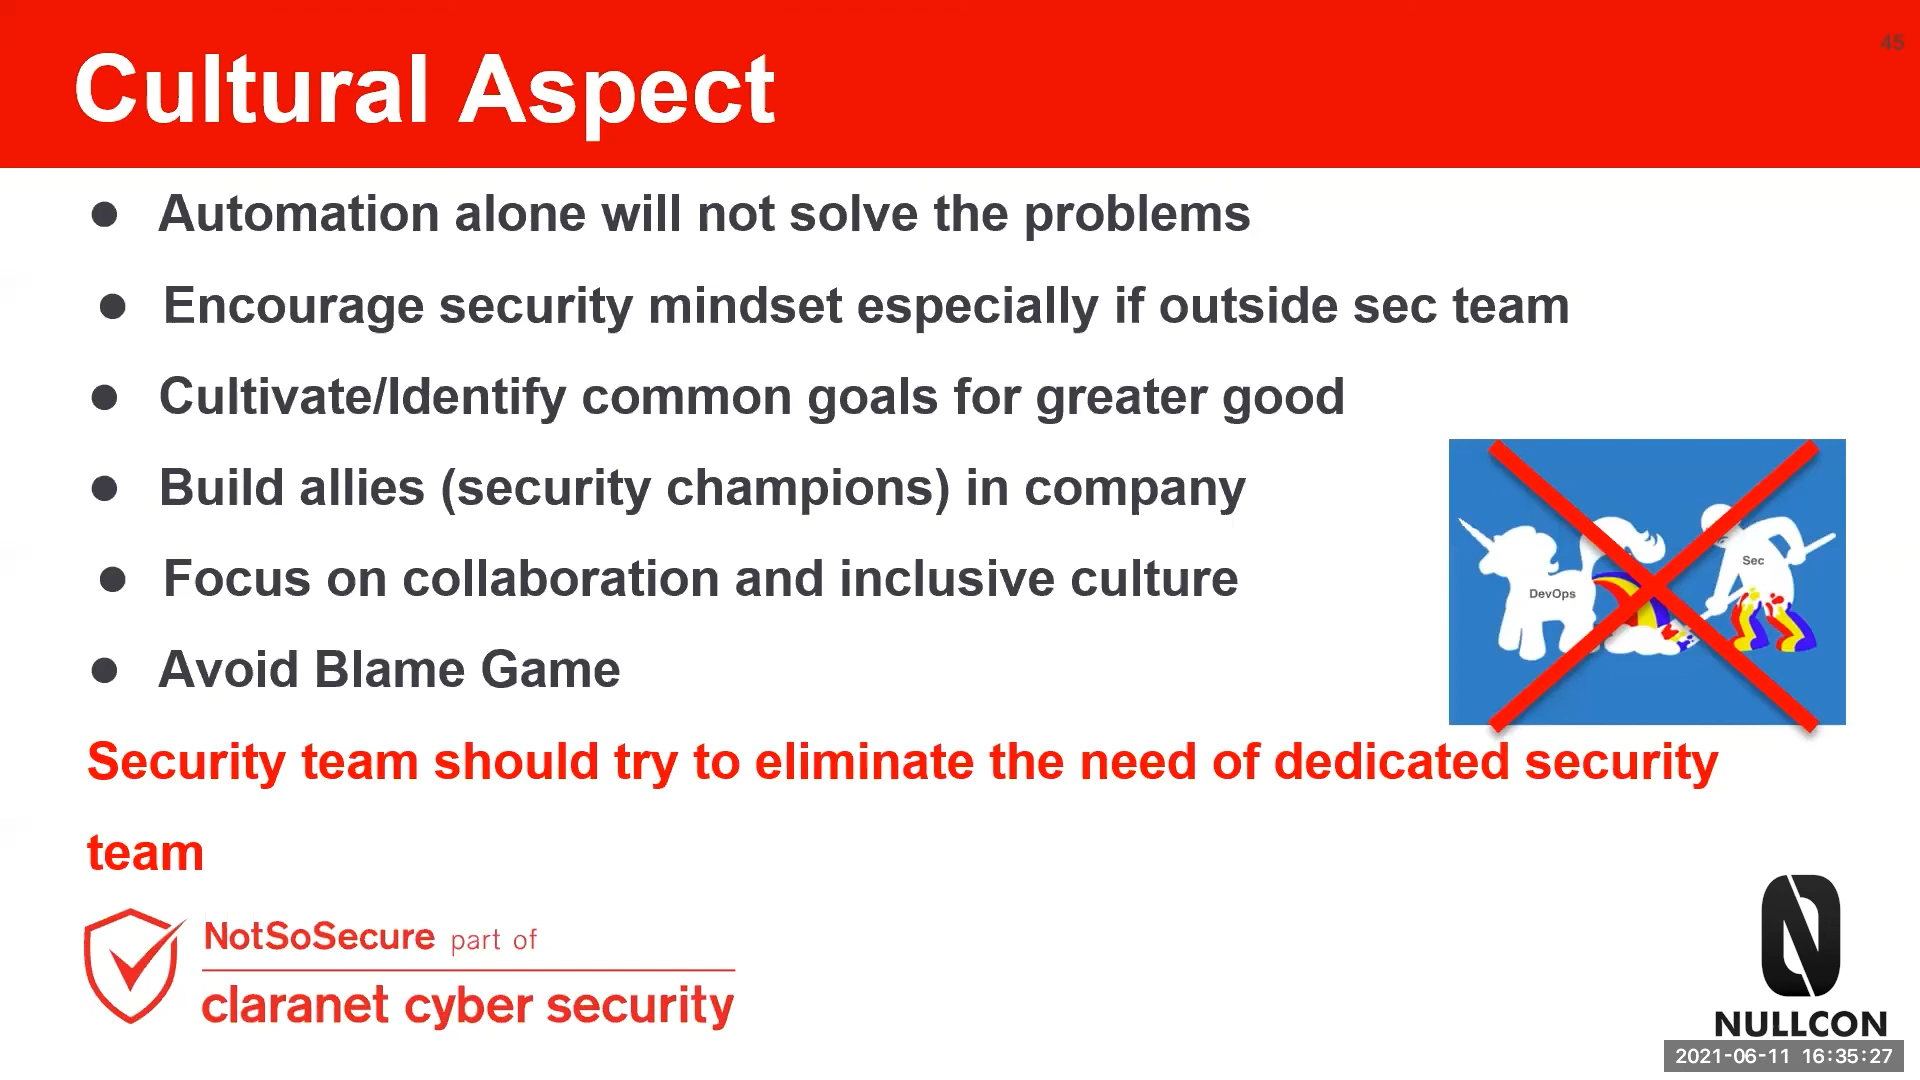 45
Cultural Aspect
● Automation alone will not solve the problems
● Encourage security mindset especially if outside sec team
● Cultivate/Identify common goals for greater good
● Build allies (security champions) in company
● Focus on collaboration and inclusive culture
● Avoid Blame Game
DevOps
Sec
Security team should try to eliminate the need of dedicated security
team
NotSoSecure part of
claranet cyber security
NULLCON
2021-06-11 16:35:27